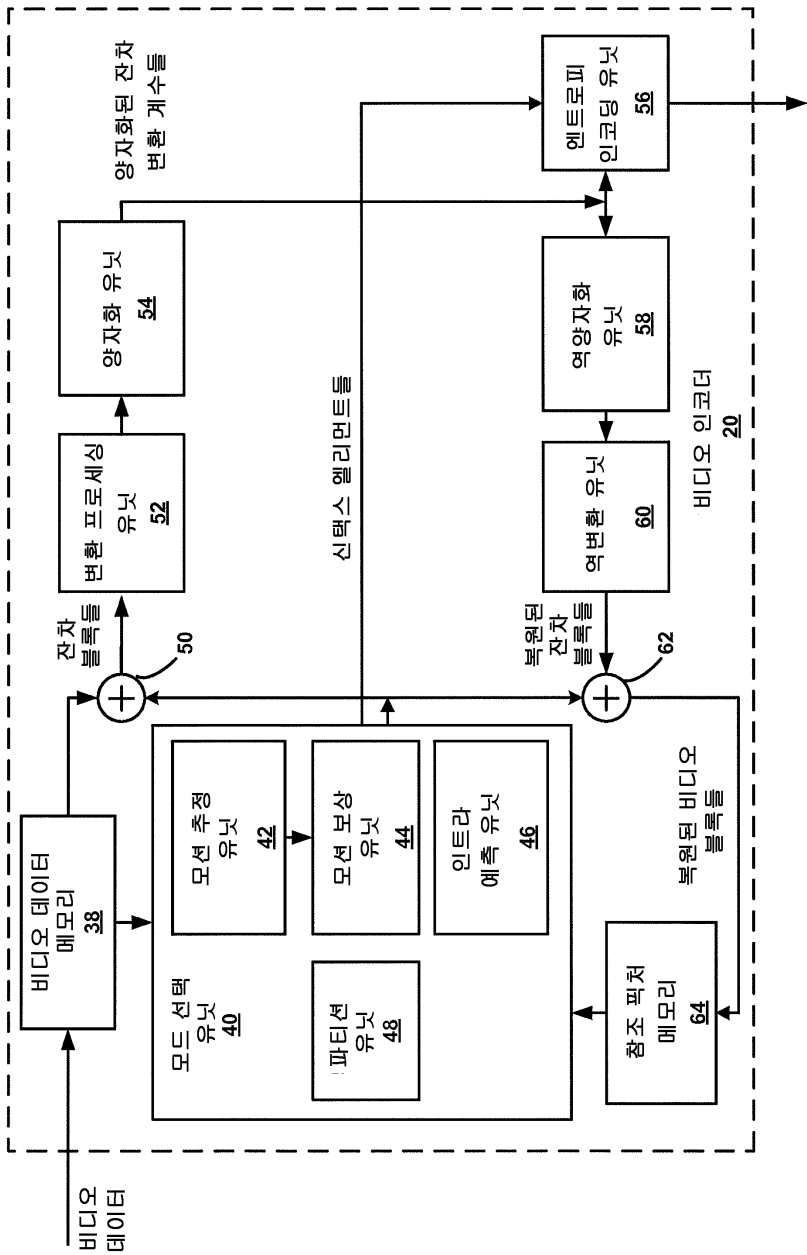 비디오
데이터
비디오 데이터
메모리
38
모드 선택
유닛
40
파티션
유닛
48
모션 추정
유닛
42
모션 보상
유닛
44
인트라
예측 유닛
46
참조 픽처
메모리
64
잔차
블록들
50
변환 프로세싱
유닛
52
양자화 유닛
54
양자화된 잔차
변환 계수들
신택스 엘리먼트들
엔트로피
인코딩 유닛
56
역양자화
유닛
58
역변환 유닛
60
복원된
잔차
블록들
62
복원된 비디오
블록들
비디오 인코더
20